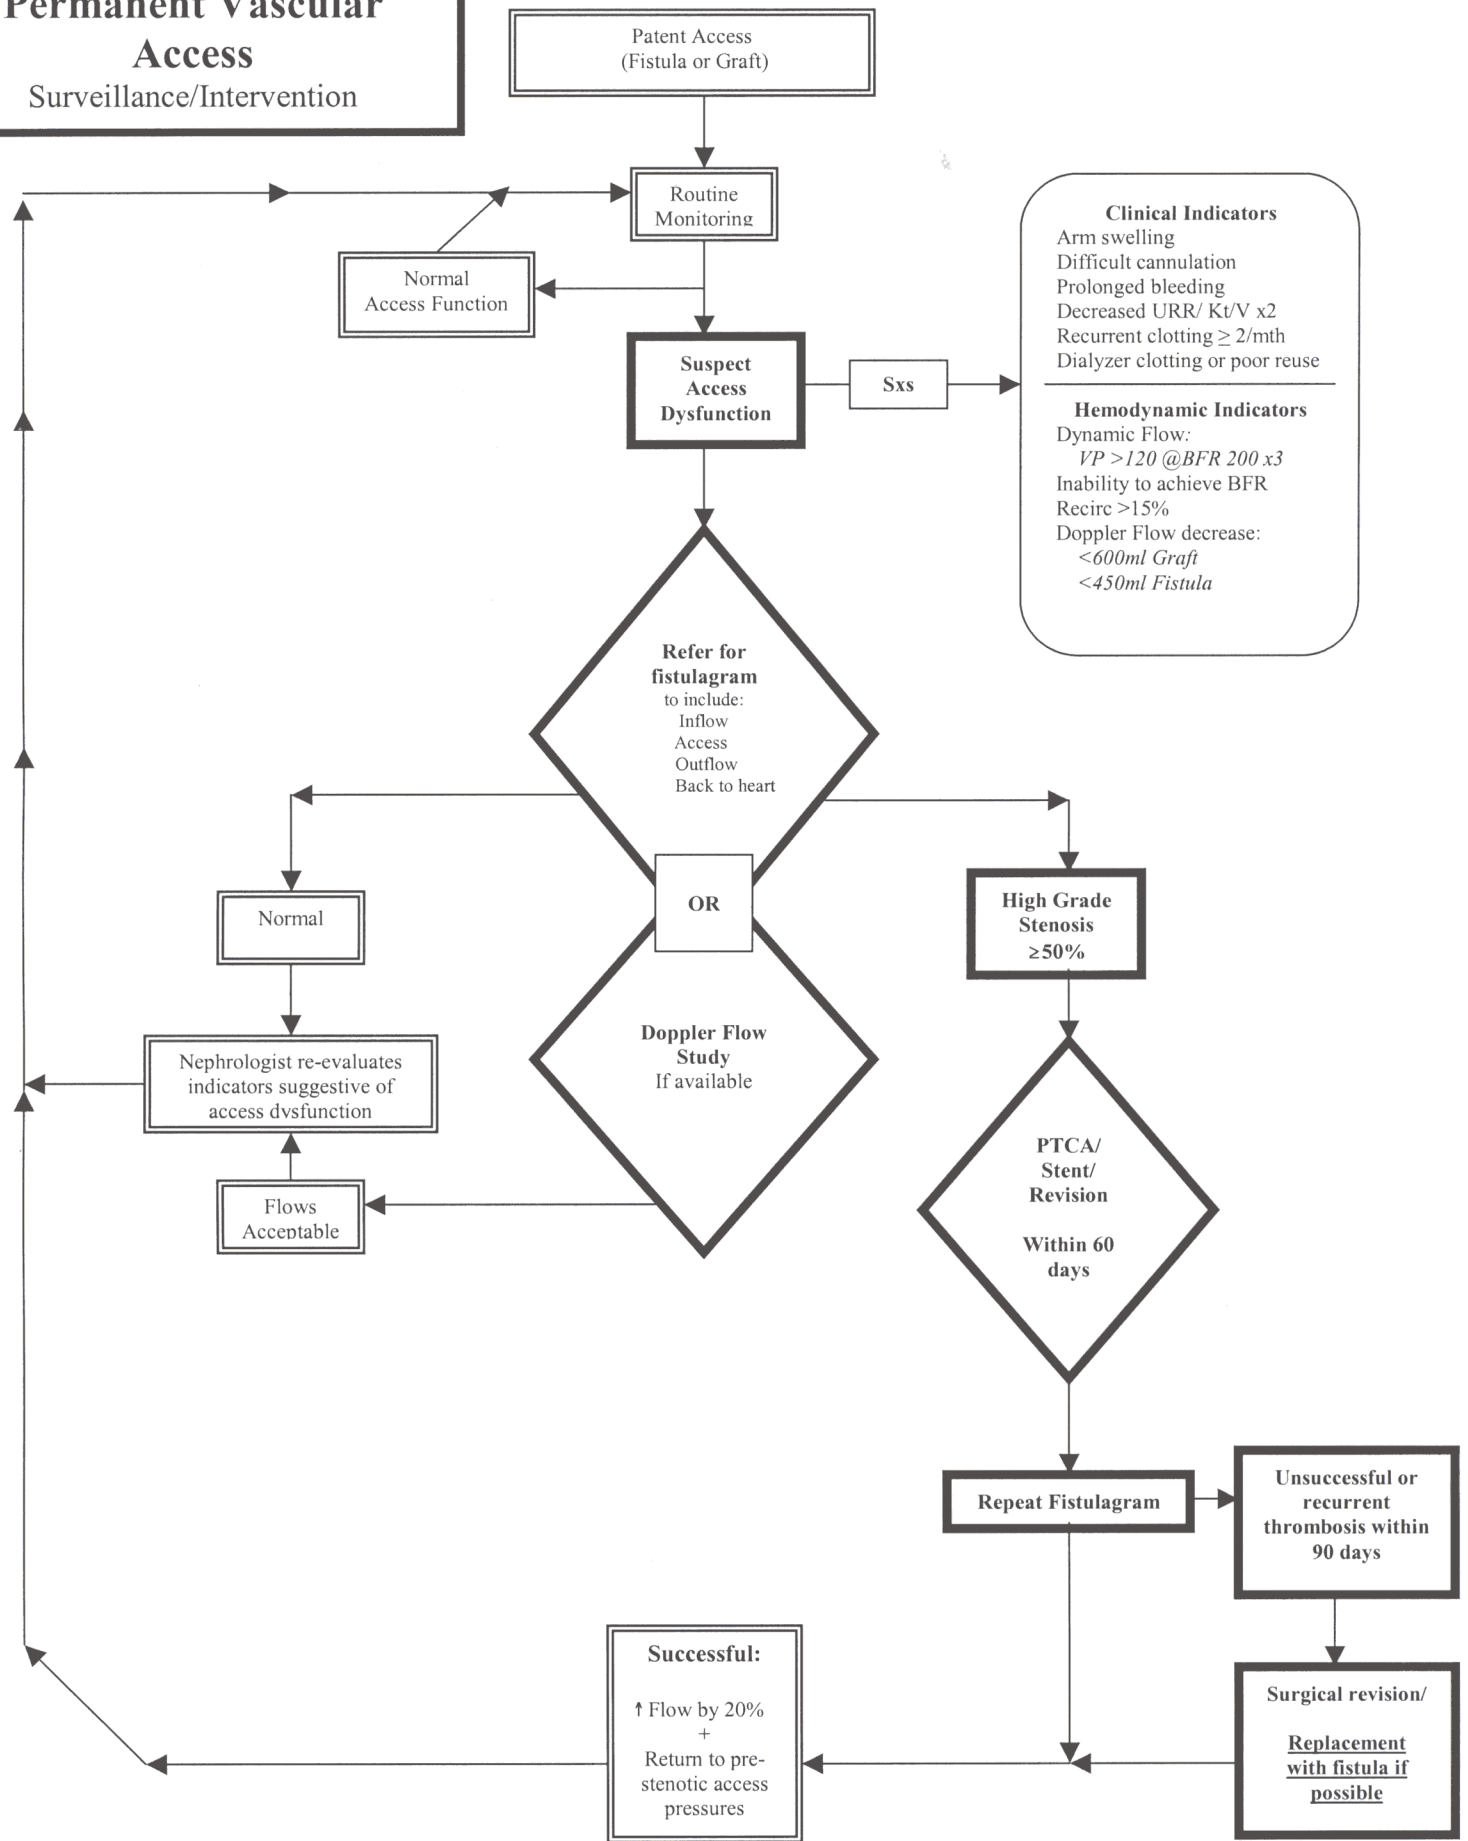 Permanent Vascular
Access
Surveillance/Intervention
Patent Access
(Fistula or Graft)
Routine
Monitoring
Normal
Access Function
Suspect
Access
Dysfunction
Sxs
Clinical Indicators
Arm swelling
Difficult cannulation
Prolonged bleeding
Decreased URR/ Kt/V x2
Recurrent clotting ≥ 2/mth
Dialyzer clotting or poor reuse
Hemodynamic Indicators
Dynamic Flow:
VP >120 @BFR 200 x3
Inability to achieve BFR
Recirc >15%
Doppler Flow decrease:
<600ml Graft
<450ml Fistula
Refer for
fistulagram
to include:
Inflow
Access
Outflow
Back to heart
OR
Doppler Flow
Study
If available
Normal
Nephrologist re-evaluates
indicators suggestive of
access dysfunction
Flows
Acceptable
High Grade
Stenosis
≥50%
PTCA/
Stent/
Revision
Within 60
days
Repeat Fistulagram
Unsuccessful or
recurrent
thrombosis within
90 days
Surgical revision/
Replacement
with fistula if
possible
Successful:
↑ Flow by 20%
+
Return to pre-
stenotic access
pressures